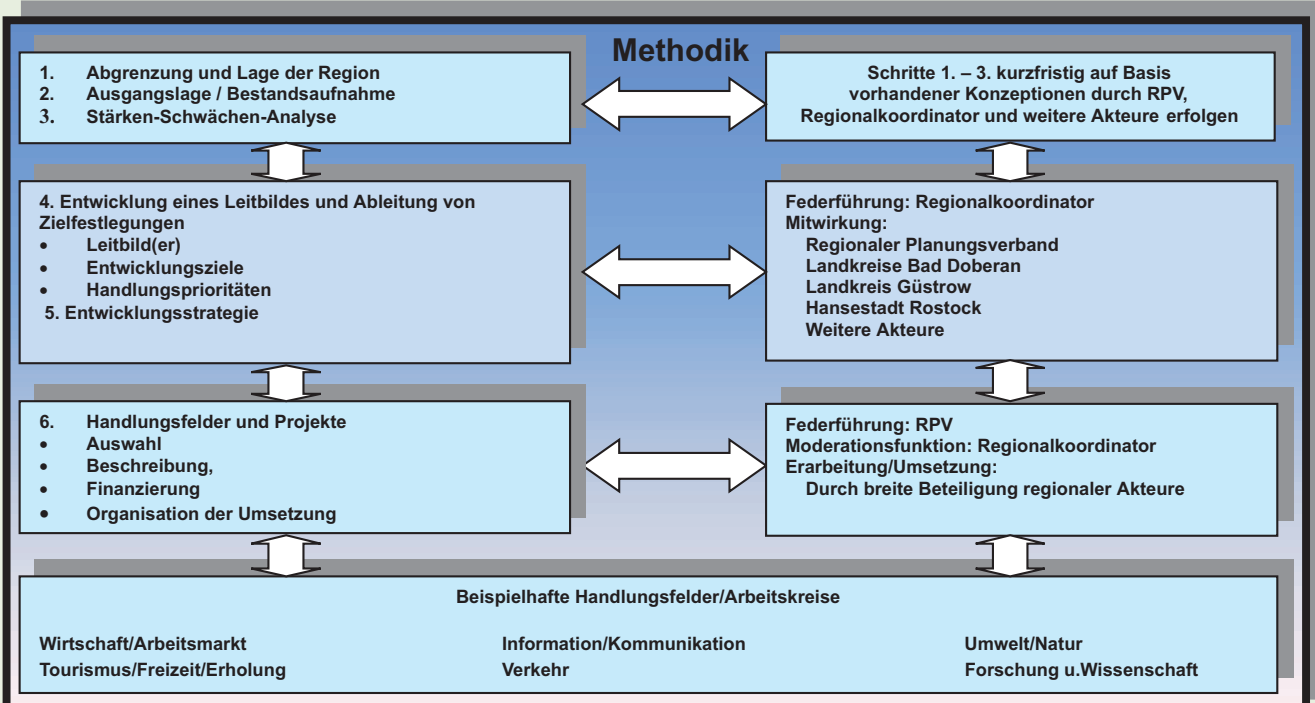 Methodik
1. Abgrenzung und Lage der Region
2. Ausgangslage / Bestandsaufnahme
3. Stärken-Schwächen-Analyse
Schritte 1. – 3. kurzfristig auf Basis
vorhandener Konzeptionen durch RPV,
Regionalkoordinator und weitere Akteure erfolgen
4. Entwicklung eines Leitbildes und Ableitung von
Zielfestlegungen
• Leitbild(er)
• Entwicklungsziele
• Handlungsprioritäten
5. Entwicklungsstrategie
Federführung: Regionalkoordinator
Mitwirkung:
Regionaler Planungsverband
Landkreise Bad Doberan
Landkreis Güstrow
Hansestadt Rostock
Weitere Akteure
6. Handlungsfelder und Projekte
• Auswahl
• Beschreibung,
• Finanzierung
• Organisation der Umsetzung
Federführung: RPV
Moderationsfunktion: Regionalkoordinator
Erarbeitung/Umsetzung:
Durch breite Beteiligung regionaler Akteure
Beispielhafte Handlungsfelder/Arbeitskreise
Wirtschaft/Arbeitsmarkt Information/Kommunikation Umwelt/Natur
Tourismus/Freizeit/Erholung Verkehr Forschung u.Wissenschaft